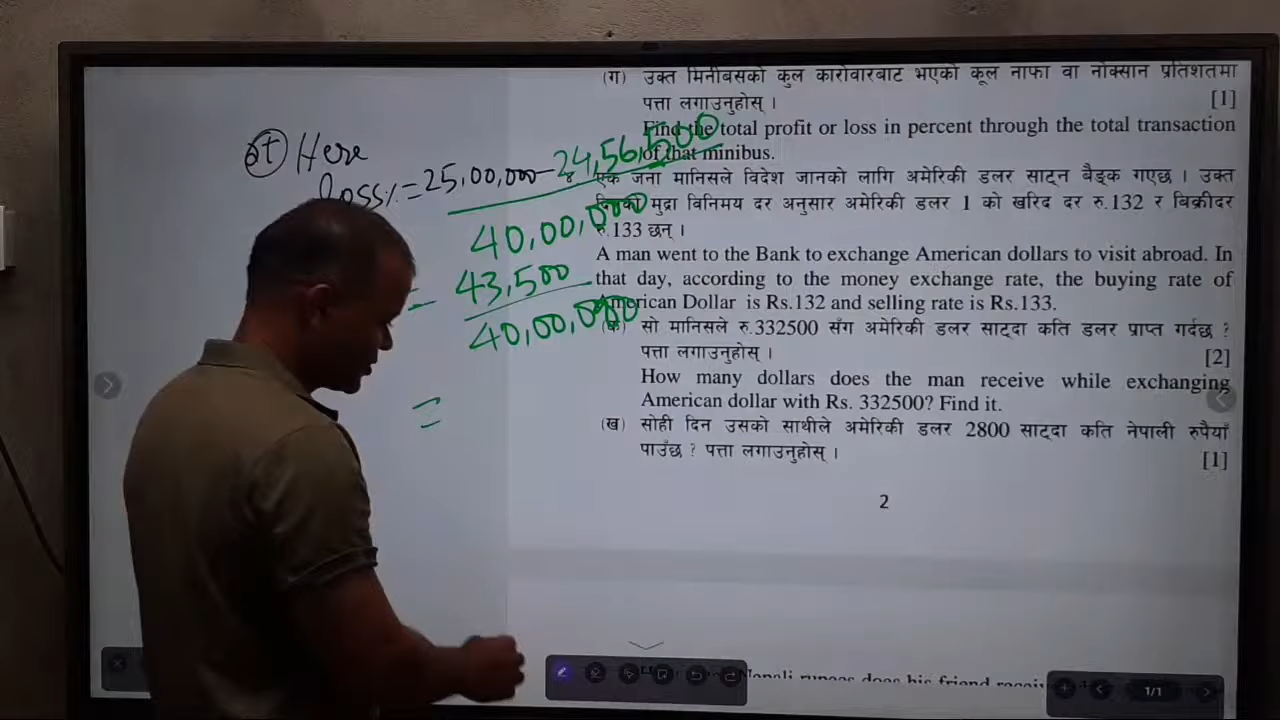 (ग) उक्त मिनीबसको कुल कारोवारबाट भएको कूल नाफा वा नोक्सान प्रतिशतमा
पत्ता लगाउनुहोस् । [1]
Find the total profit or loss in percent through the total transaction
of that minibus.
एक जना मानिसले विदेश जानको लागि अमेरिकी डलर साट्न बैङ्क गएछ । उक्त
मुद्रा विनिमय दर अनुसार अमेरिकी डलर 1 को खरिद दर रु.132 र विक्रीदर
रु.133 छन् ।
A man went to the Bank to exchange American dollars to visit abroad. In
that day, according to the money exchange rate, the buying rate of
American Dollar is Rs.132 and selling rate is Rs.133.
(क) सो मानिसले रु.332500 सँग अमेरिकी डलर साट्दा कति डलर प्राप्त गर्दछ ?
पत्ता लगाउनुहोस् । [2]
How many dollars does the man receive while exchanging
American dollar with Rs. 332500? Find it.
(ख) सोही दिन उसको साथीले अमेरिकी डलर 2800 साट्दा कति नेपाली रुपैयाँ
पाउँछ ? पत्ता लगाउनुहोस् । [1]
2
Nepali rupees does his friend
Here
loss% = 25,00,000 - 24,56,500
40,00,000
= 43,500
40,00,000
=
1/1